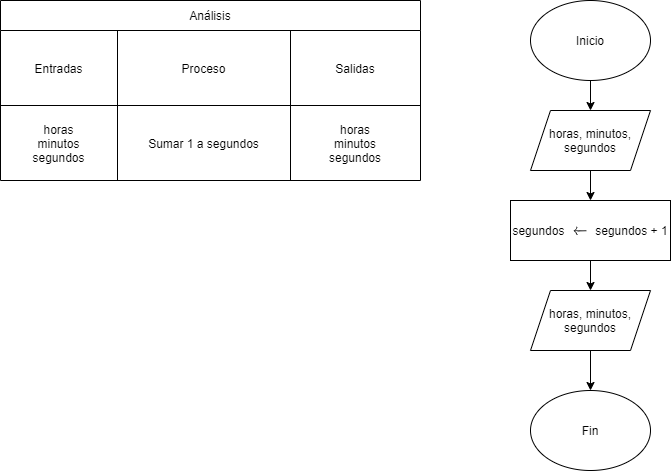 Análisis
Entradas
Proceso
Salidas
horas
minutos
segundos
Sumar 1 a segundos
horas
minutos
segundos
Inicio
horas, minutos,
segundos
segundos ← segundos + 1
horas, minutos,
segundos
Fin